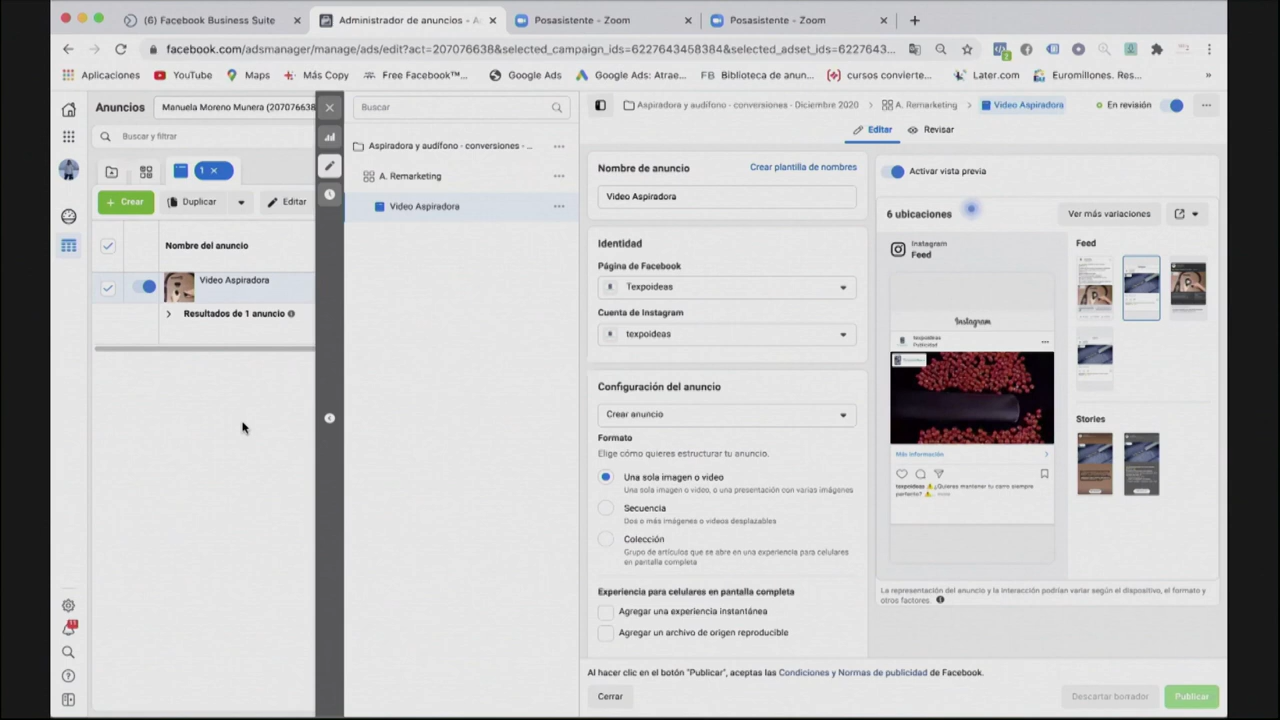 (6) Facebook Business Suite
Administrador de anuncios - A
Posasistente - Zoom
Posasistente - Zoom
facebook.com/adsmanager/manage/ads/edit?act=207076638&selected_campaign_ids=6227643458384&selected_adset_ids=6227643...
Aplicaciones
YouTube
Maps
Más Copy
Free Facebook™...
Google Ads
Google Ads: Atrae...
FB Biblioteca de anun...
cursos convierte...
Later.com
Euromillones. Res...
»
Anuncios
Manuela Moreno Munera (207076638
Buscar y filtrar
1 ×
+ Crear
Duplicar
Editar
Nombre del anuncio
Video Aspiradora
Resultados de 1 anuncio
Buscar
Aspiradora y audífono - conversiones - ...
A. Remarketing
Video Aspiradora
Aspiradora y audífono - conversiones - Diciembre 2020
A. Remarketing
Video Aspiradora
En revisión
Editar
Revisar
Nombre de anuncio
Crear plantilla de nombres
Video Aspiradora
Identidad
Página de Facebook
Texpoideas
Cuenta de Instagram
texpoideas
Configuración del anuncio
Crear anuncio
Formato
Elige cómo quieres estructurar tu anuncio.
Una sola imagen o video
Una sola imagen o video, o una presentación con varias imágenes
Secuencia
Dos o más imágenes o videos desplazables
Colección
Grupo de artículos que se abre en una experiencia para celulares
en pantalla completa
Experiencia para celulares en pantalla completa
Agregar una experiencia instantánea
Agregar un archivo de origen reproducible
Activar vista previa
6 ubicaciones
Ver más variaciones
Instagram
Feed
Instagram
texpoideas
Publicidad
Más información
texpoideas ⚠️¿Quieres mantener tu carro siempre
perfecto? ⚠️
Feed
Stories
La representación del anuncio y la interacción podrían variar según el dispositivo, el formato y
otros factores.
Al hacer clic en el botón "Publicar", aceptas las Condiciones y Normas de publicidad de Facebook.
Cerrar
Descartar borrador
Publicar